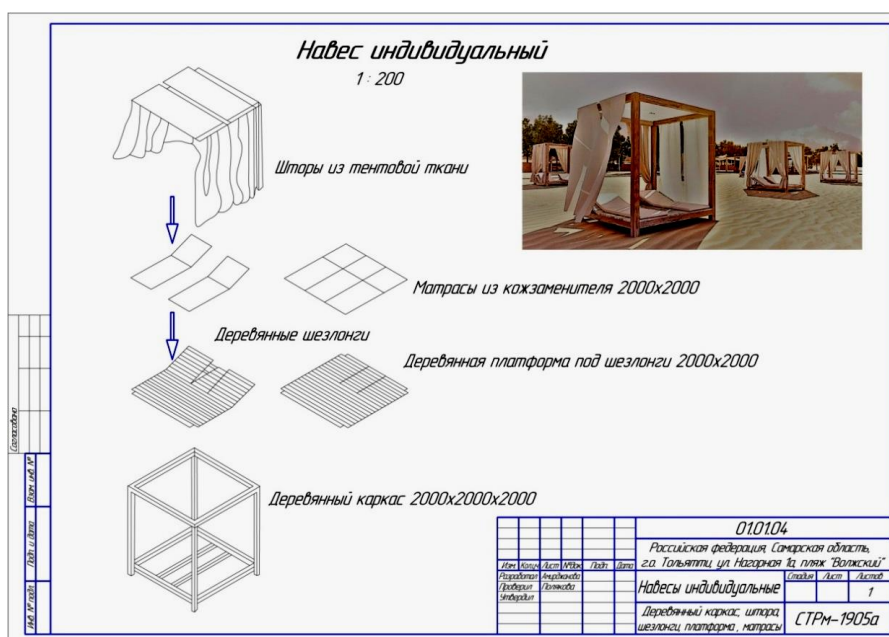 Навес индивидуальный
1 : 200
Шторы из тентовой ткани
Матрасы из кожзаменителя 2000х2000
Деревянные шезлонги
Деревянная платформа под шезлонги 2000х2000
Деревянный каркас 2000х2000х2000
Согласовано
Взам. инв. №
Подп. и дата
Инв. № подл.
01.01.04
Российская федерация, Самарская область,
г.о. Тольятти, ул. Нагорная 1а, пляж "Волжский"
Изм. Колуч. Лист №док. Подп. Дата
Разработал
Проверил Полякова
Утвердил
Навесы индивидуальные
Стадия Лист Листов
1
Деревянный каркас, штора,
шезлонги, платформа, матрасы
СТРм-1905а